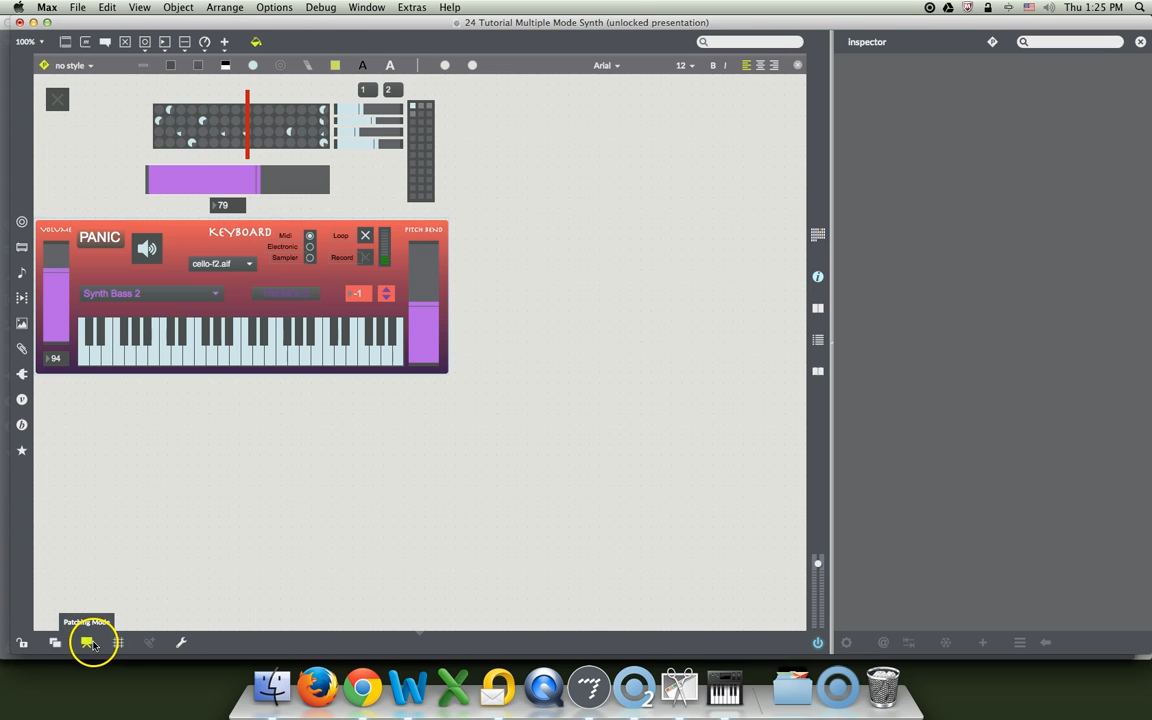 Max File Edit View Object Arrange Options Debug Window Extras Help
Thu 1:25 PM
24 Tutorial Multiple Mode Synth (unlocked presentation)
100%
inspector
no style
Arial
12
B I
1 2
79
VOLUME
PANIC
KEYBOARD
Midi
Electronic
Sampler
Loop
Record
PITCH BEND
cello-f2.aif
Synth Bass 2
-1
94
Patching Mode
2